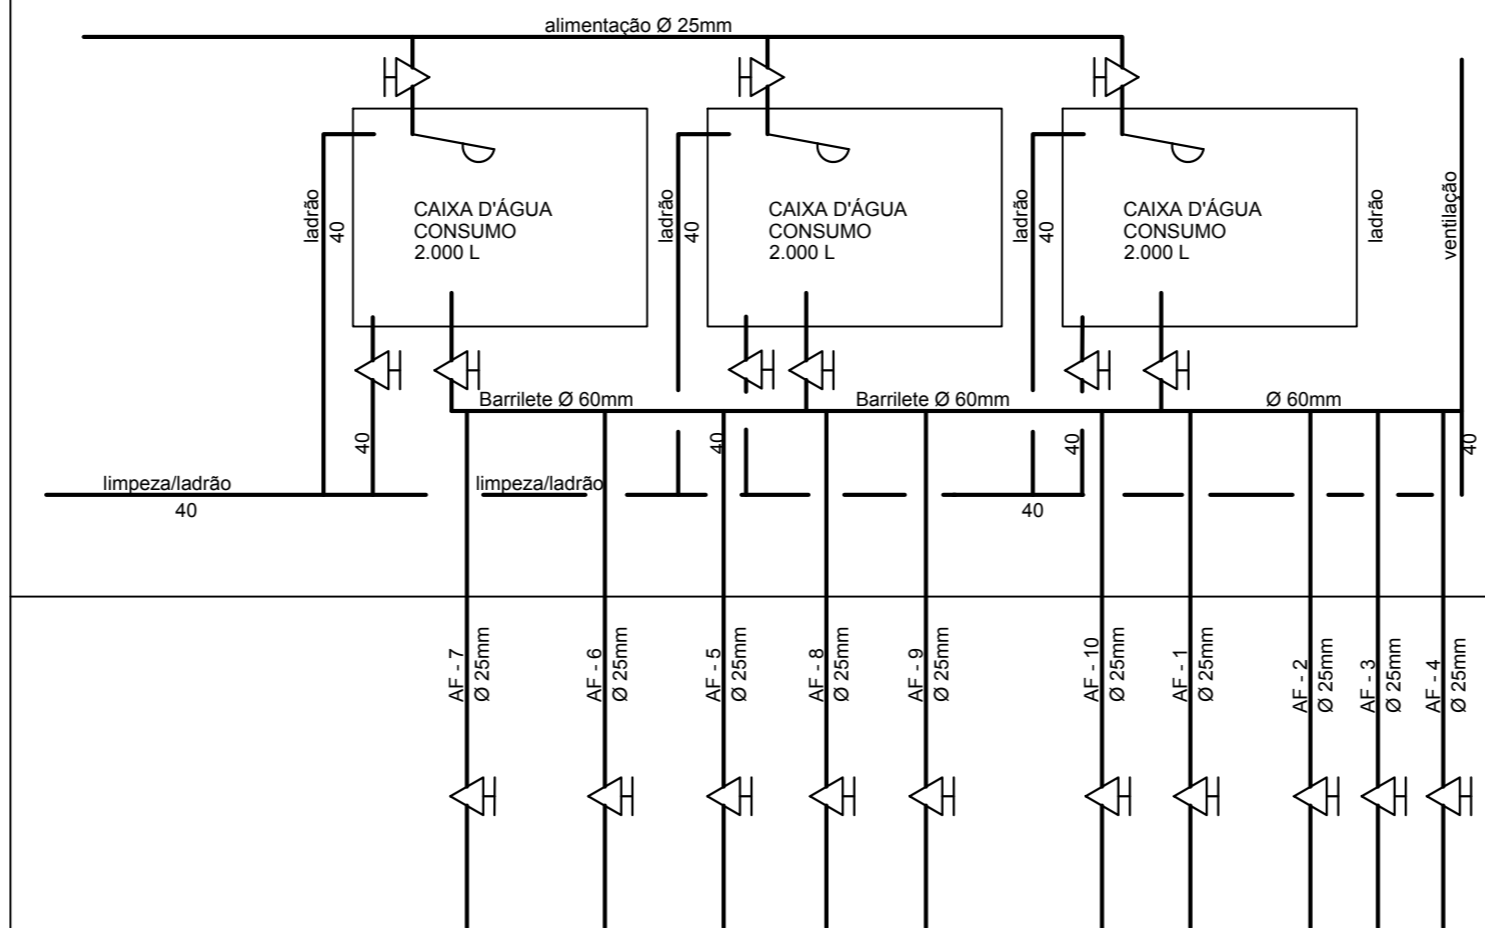 alimentação Ø 25mm
ladrão
40
CAIXA D'ÁGUA
CONSUMO
2.000 L
ladrão
40
CAIXA D'ÁGUA
CONSUMO
2.000 L
ladrão
40
CAIXA D'ÁGUA
CONSUMO
2.000 L
ladrão
ventilação
Barrilete Ø 60mm
Barrilete Ø 60mm
Ø 60mm
40
40
40
40
limpeza/ladrão
40
limpeza/ladrão
40
AF - 7
Ø 25mm
AF - 6
Ø 25mm
AF - 5
Ø 25mm
AF - 8
Ø 25mm
AF - 9
Ø 25mm
AF - 10
Ø 25mm
AF - 1
Ø 25mm
AF - 2
Ø 25mm
AF - 3
Ø 25mm
AF - 4
Ø 25mm